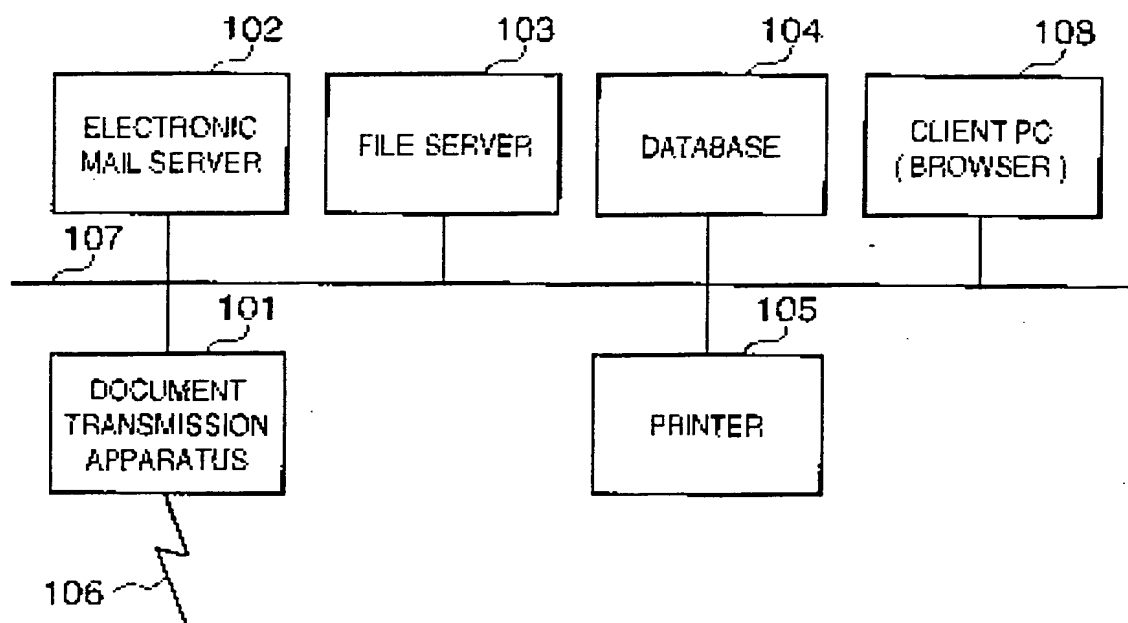 102
103
104
108
ELECTRONIC
MAIL SERVER
FILE SERVER
DATABASE
CLIENT PC
( BROWSER )
107
101
105
DOCUMENT
TRANSMISSION
APPARATUS
PRINTER
106